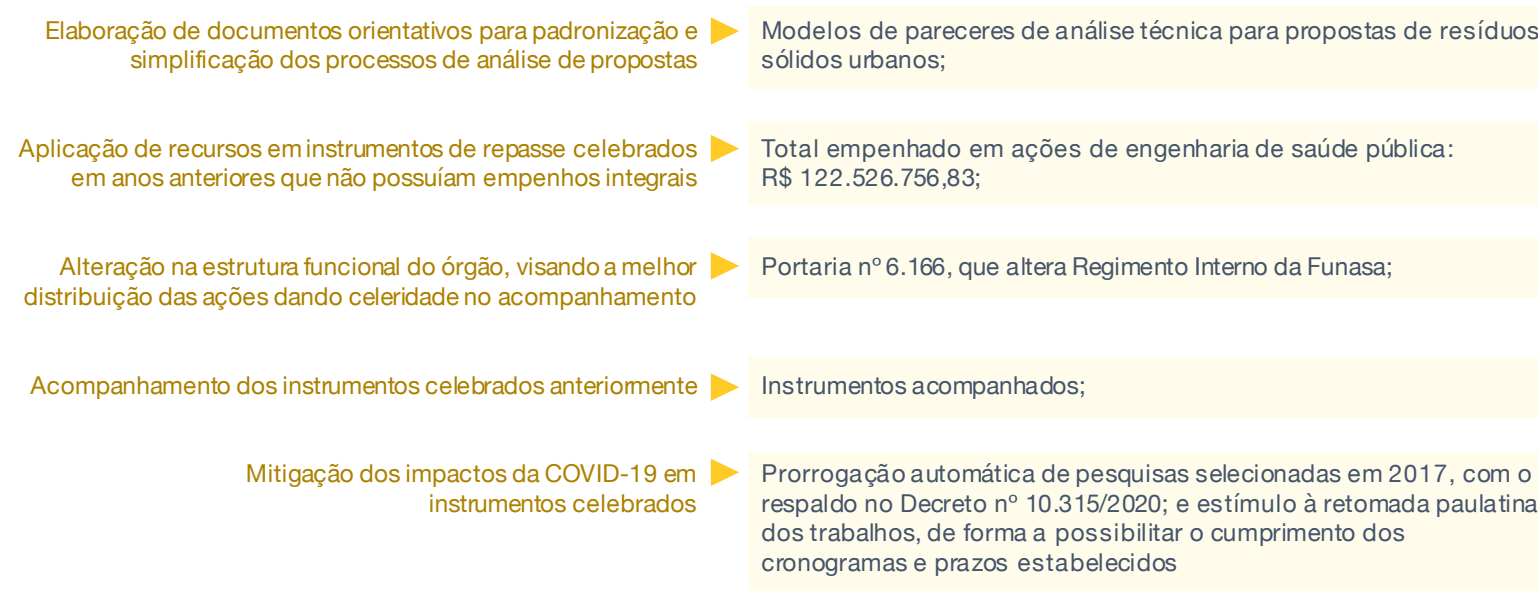 Elaboração de documentos orientativos para padronização e
simplificação dos processos de análise de propostas
Modelos de pareceres de análise técnica para propostas de resíduos
sólidos urbanos;
Aplicação de recursos em instrumentos de repasse celebrados
em anos anteriores que não possuíam empenhos integrais
Total empenhado em ações de engenharia de saúde pública:
R$ 122.526.756,83;
Alteração na estrutura funcional do órgão, visando a melhor
distribuição das ações dando celeridade no acompanhamento
Portaria nº 6.166, que altera Regimento Interno da Funasa;
Acompanhamento dos instrumentos celebrados anteriormente
Instrumentos acompanhados;
Mitigação dos impactos da COVID-19 em
instrumentos celebrados
Prorrogação automática de pesquisas selecionadas em 2017, com o
respaldo no Decreto nº 10.315/2020; e estímulo à retomada paulatina
dos trabalhos, de forma a possibilitar o cumprimento dos
cronogramas e prazos estabelecidos